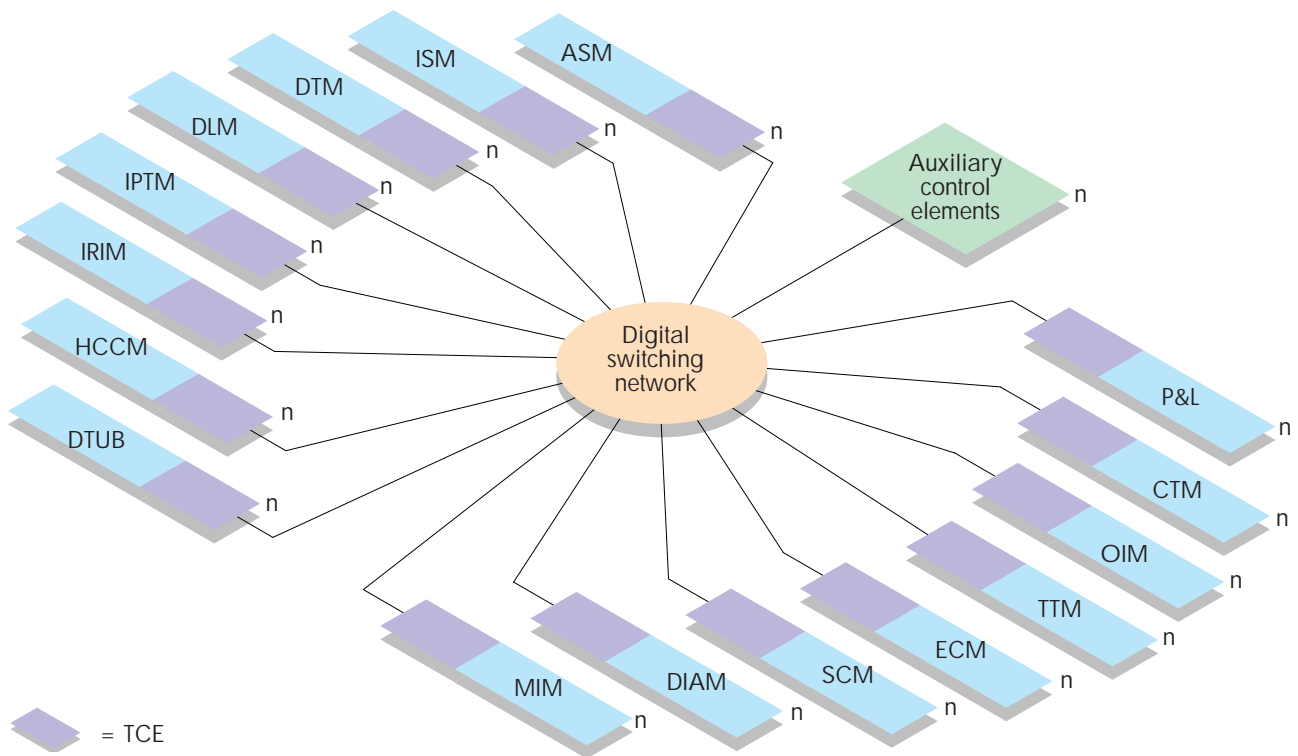 ASM
n
ISM
n
DTM
n
DLM
n
IPTM
n
IRIM
n
HCCM
n
DTUB
n
Auxiliary
control
elements
n
Digital
switching
network
P&L
n
CTM
n
OIM
n
TTM
n
ECM
n
SCM
n
DIAM
n
MIM
n
= TCE